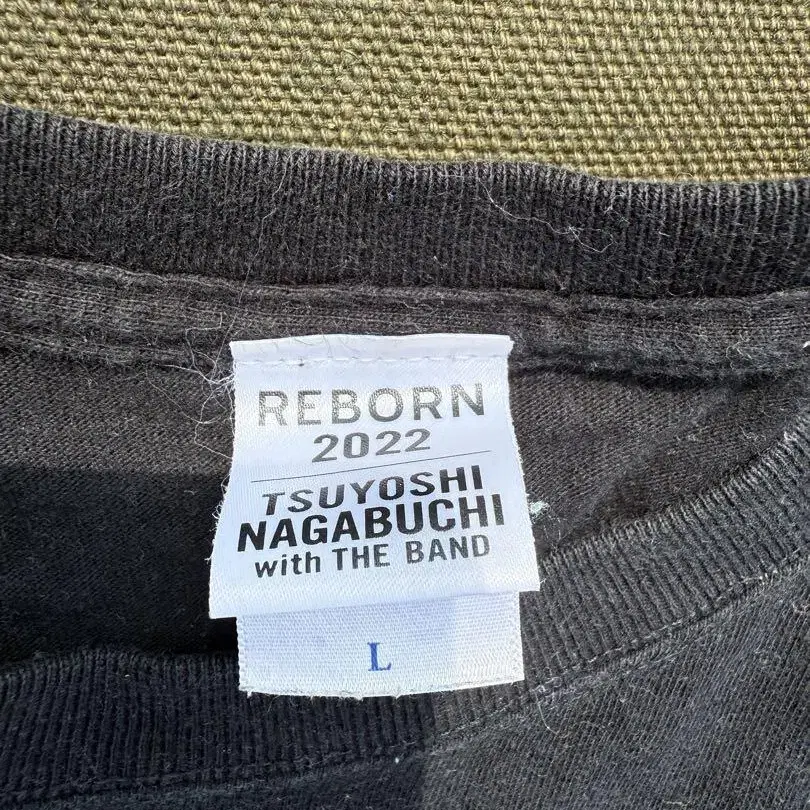 REBORN
2022
TSUYOSHI
NAGABUCHI
with THE BAND
L